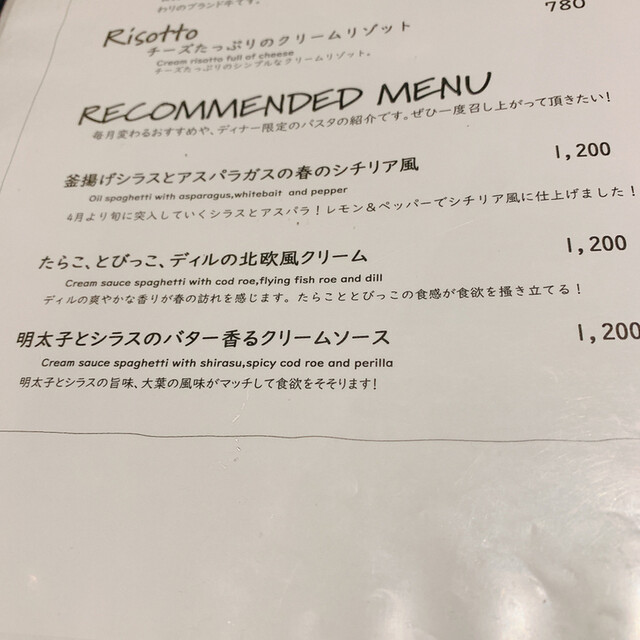 わりのブランド牛です。
Risotto
チーズたっぷりのクリームリゾット 780
Cream risotto full of cheese
チーズたっぷりのシンプルなクリームリゾット。
RECOMMENDED MENU
毎月変わるおすすめや、ディナー限定のパスタの紹介です。ぜひ一度召し上がって頂きたい!
釜揚げシラスとアスパラガスの春のシチリア風 1,200
Oil spaghetti with asparagus,whitebait and pepper
4月より旬に突入していくシラスとアスパラ!レモン&ペッパーでシチリア風に仕上げました!
たらこ、とびっこ、ディルの北欧風クリーム 1,200
Cream sauce spaghetti with cod roe,flying fish roe and dill
ディルの爽やかな香りが春の訪れを感じます。たらこととびっこの食感が食欲を掻き立てる!
明太子とシラスのバター香るクリームソース 1,200
Cream sauce spaghetti with shirasu,spicy cod roe and perilla
明太子とシラスの旨味、大葉の風味がマッチして食欲をそそります!